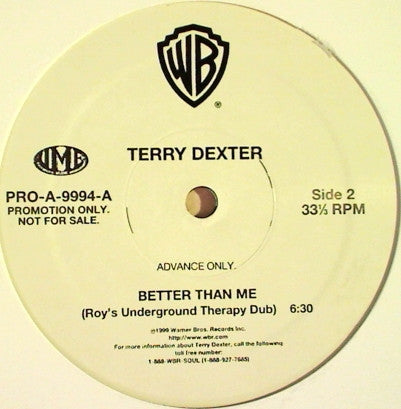 WB
®
UMG
TERRY DEXTER
PRO-A-9994-A
PROMOTION ONLY.
NOT FOR SALE.
Side 2
33⅓ RPM
ADVANCE ONLY.
BETTER THAN ME
(Roy's Underground Therapy Dub) 6:30
℗1999 Warner Bros. Records Inc.
http://www.wbr.com
For more information about Terry Dexter, call the following
toll free number:
1-888-WBR-SOUL (1-888-927-7685)